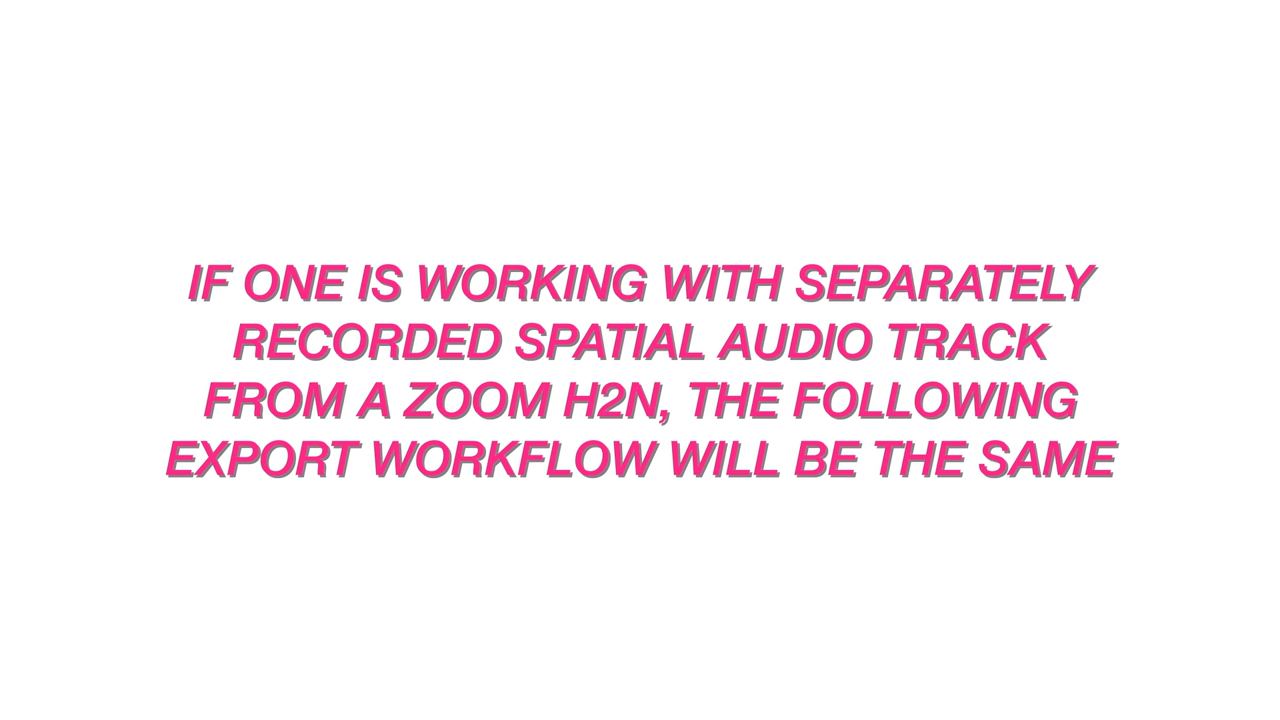 IF ONE IS WORKING WITH SEPARATELY
RECORDED SPATIAL AUDIO TRACK
FROM A ZOOM H2N, THE FOLLOWING
EXPORT WORKFLOW WILL BE THE SAME